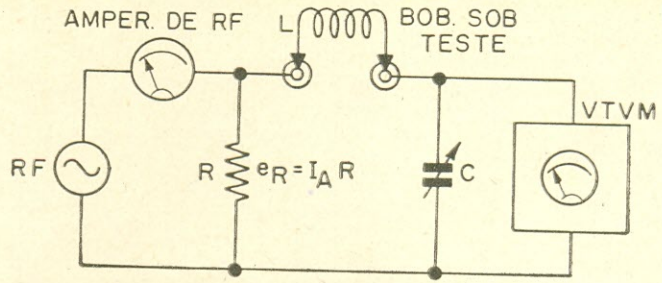 AMPER. DE RF
L
BOB. SOB
TESTE
VTVM
RF
R
eR = IA R
C